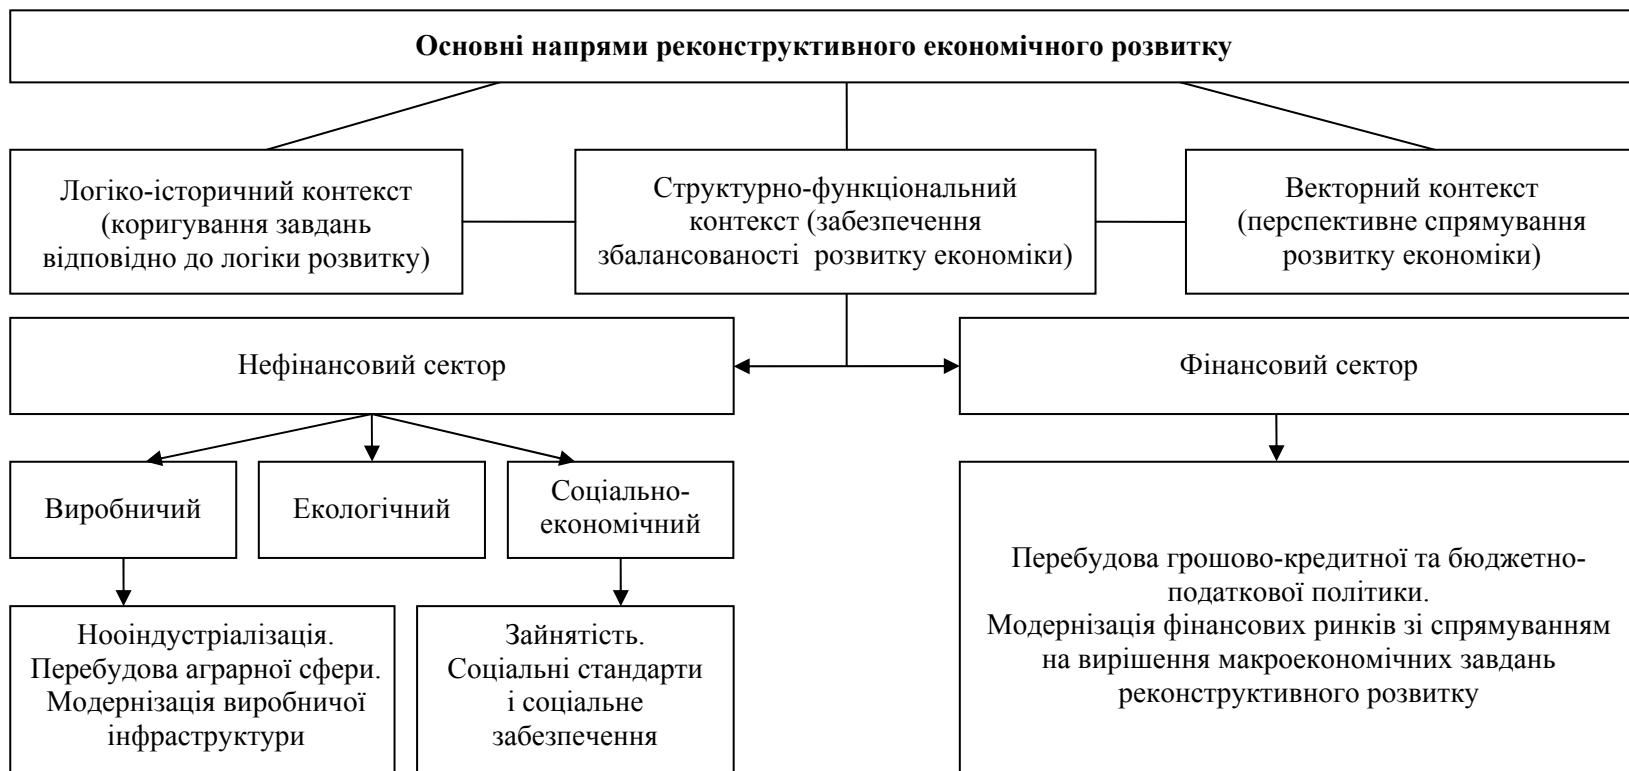 Основні напрями реконструктивного економічного розвитку
Логіко-історичний контекст
(коригування завдань
відповідно до логіки розвитку)
Структурно-функціональний
контекст (забезпечення
збалансованості розвитку економіки)
Векторний контекст
(перспективне спрямування
розвитку економіки)
Нефінансовий сектор
Фінансовий сектор
Виробничий
Екологічний
Соціально-
економічний
Нооіндустріалізація.
Перебудова аграрної сфери.
Модернізація виробничої
інфраструктури
Зайнятість.
Соціальні стандарти
і соціальне
забезпечення
Перебудова грошово-кредитної та бюджетно-
податкової політики.
Модернізація фінансових ринків зі спрямуванням
на вирішення макроекономічних завдань
реконструктивного розвитку